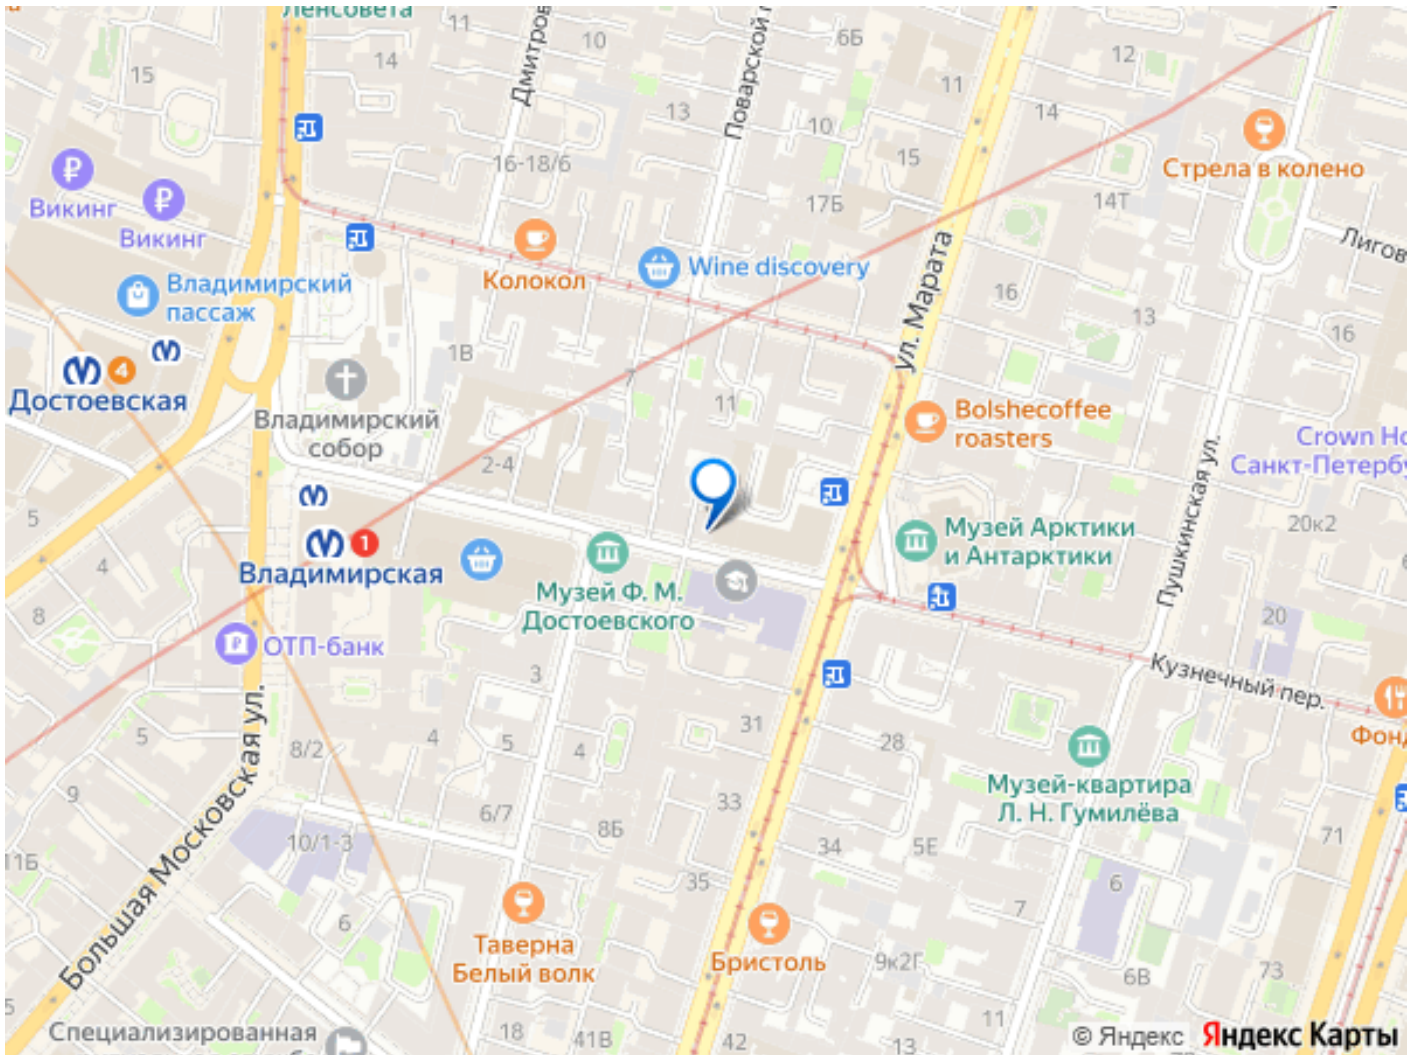 Ленсовета
11
10
6Б
12
15
14
Дмитров
13
Поварской п
11
14
10
15
Стрела в колено
16-18/6
17Б
14Т
Викинг
Викинг
Колокол
Wine discovery
Лигов
Владимирский
пассаж
ул. Марата
16
13
16
1В
7
4
Достоевская
11
Bolshecoffee
roasters
Владимирский
собор
2-4
Crown Ho
Санкт-Петербу
5
20к2
Музей Арктики
и Антарктики
1
Владимирская
4
Музей Ф. М.
Достоевского
Пушкинская ул.
8
20
ОТП-банк
3
Кузнечный пер.
5
8/2
4
5
4
31
28
Фонд
Большая Московская ул.
9
Музей-квартира
Л. Н. Гумилёва
6/7
8Б
33
10/1-3
34
5Е
71
11Б
35
6
6
7
Таверна
Белый волк
Бристоль
9к2Г
6В
73
5
Специализированная
18
41В
42
13
11
© Яндекс Яндекс Карты